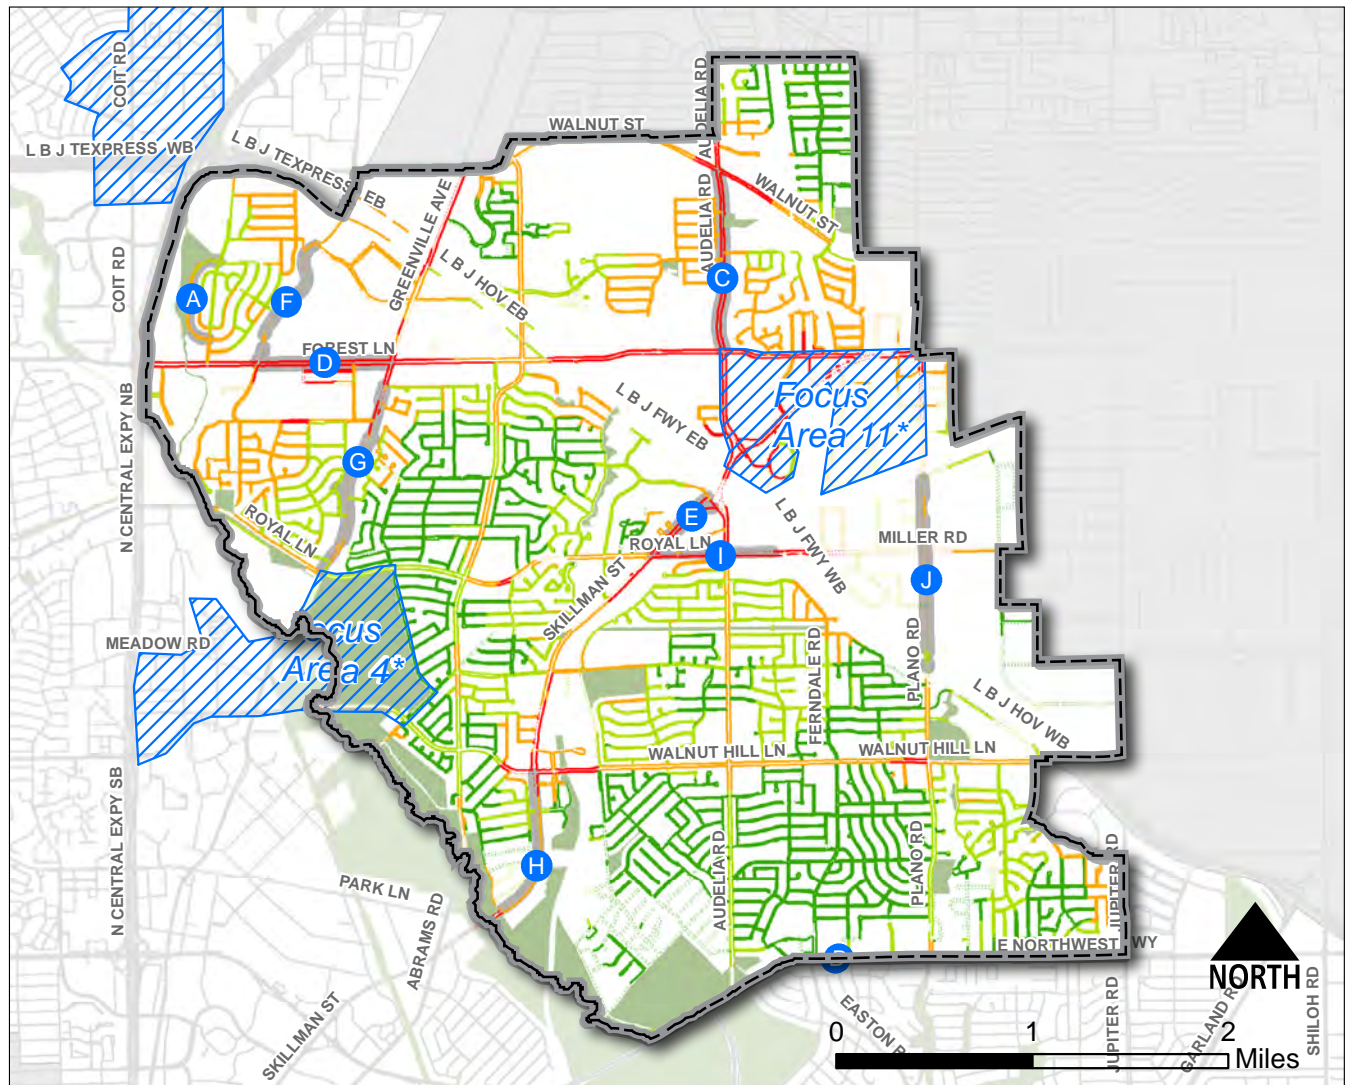 COIT RD
L B J TEXPRESS WB
L B J TEXPRESS EB
WALNUT ST
AUDELIA RD
AUDELIA RD
WALNUT ST
GREENVILLE AVE
L B J HOV EB
COIT RD
A
F
C
FOREST LN
D
Focus
Area 11*
L B J FWY EB
N CENTRAL EXPY NB
G
ROYAL LN
E
ROYAL LN
I
L B J FWY WB
MILLER RD
J
SKILLMAN ST
MEADOW RD
Focus
Area 4*
FERNDALE RD
PLANO RD
L B J HOV WB
WALNUT HILL LN
WALNUT HILL LN
N CENTRAL EXPY SB
H
PARK LN
ABRAMS RD
AUDELIA RD
PLANO RD
JUPITER RD
E NORTHWEST WY
SKILLMAN ST
EASTON R
JUPITER RD
GARLAND R
SHILOH RD
NORTH
0 1 2
Miles